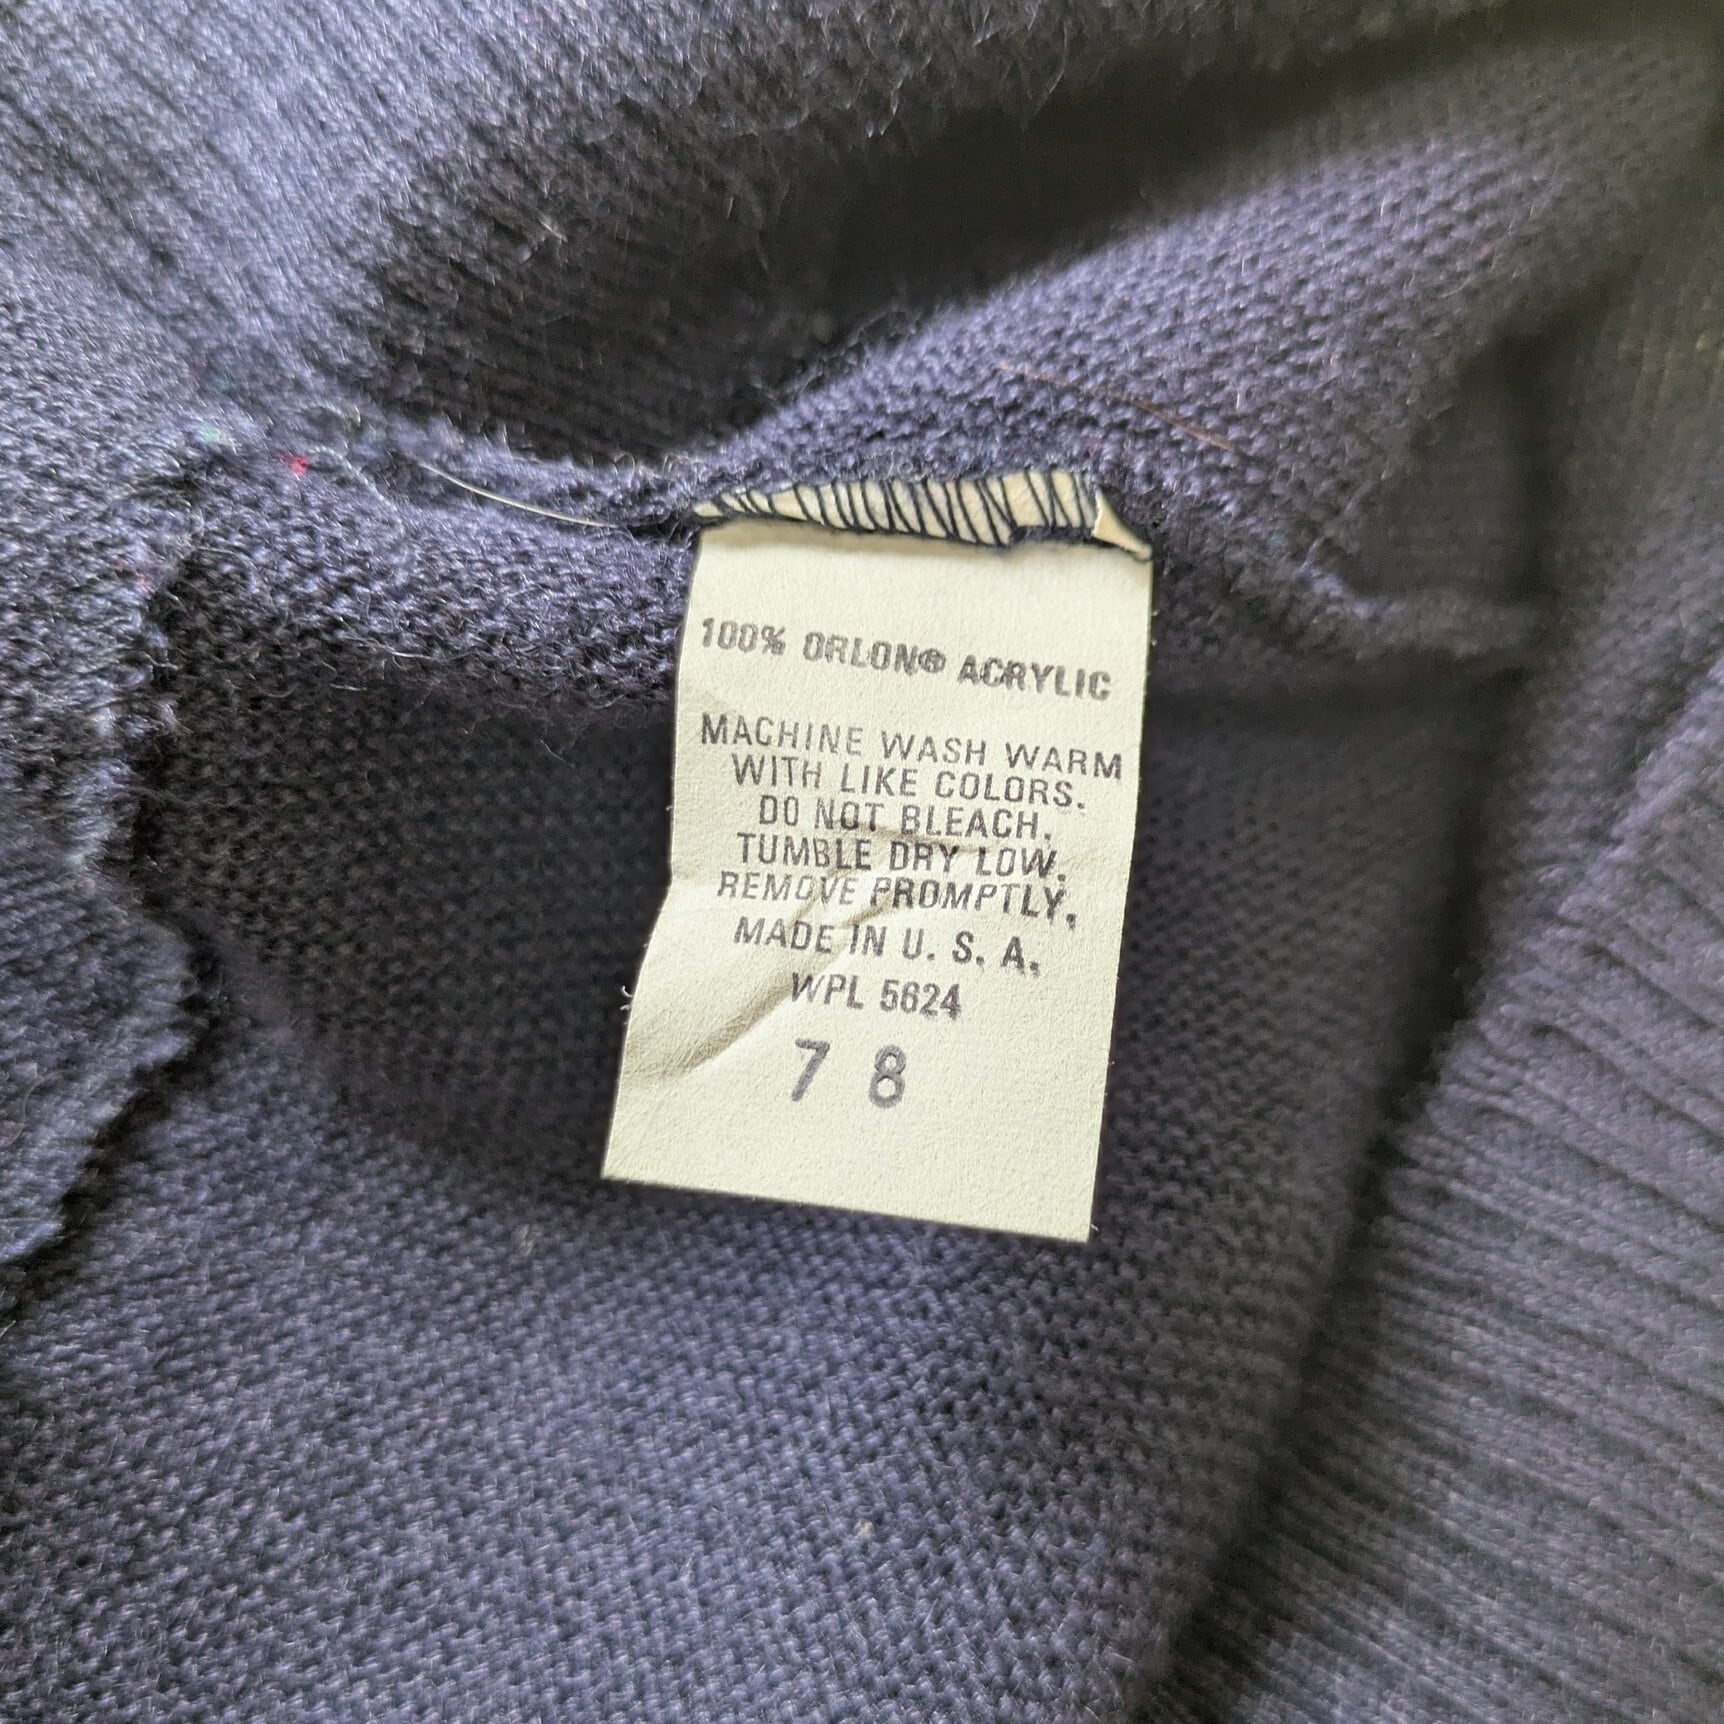 100% ORLON® ACRYLIC
MACHINE WASH WARM
WITH LIKE COLORS.
DO NOT BLEACH.
TUMBLE DRY LOW.
REMOVE PROMPTLY.
MADE IN U. S. A.
WPL 5624
7 8